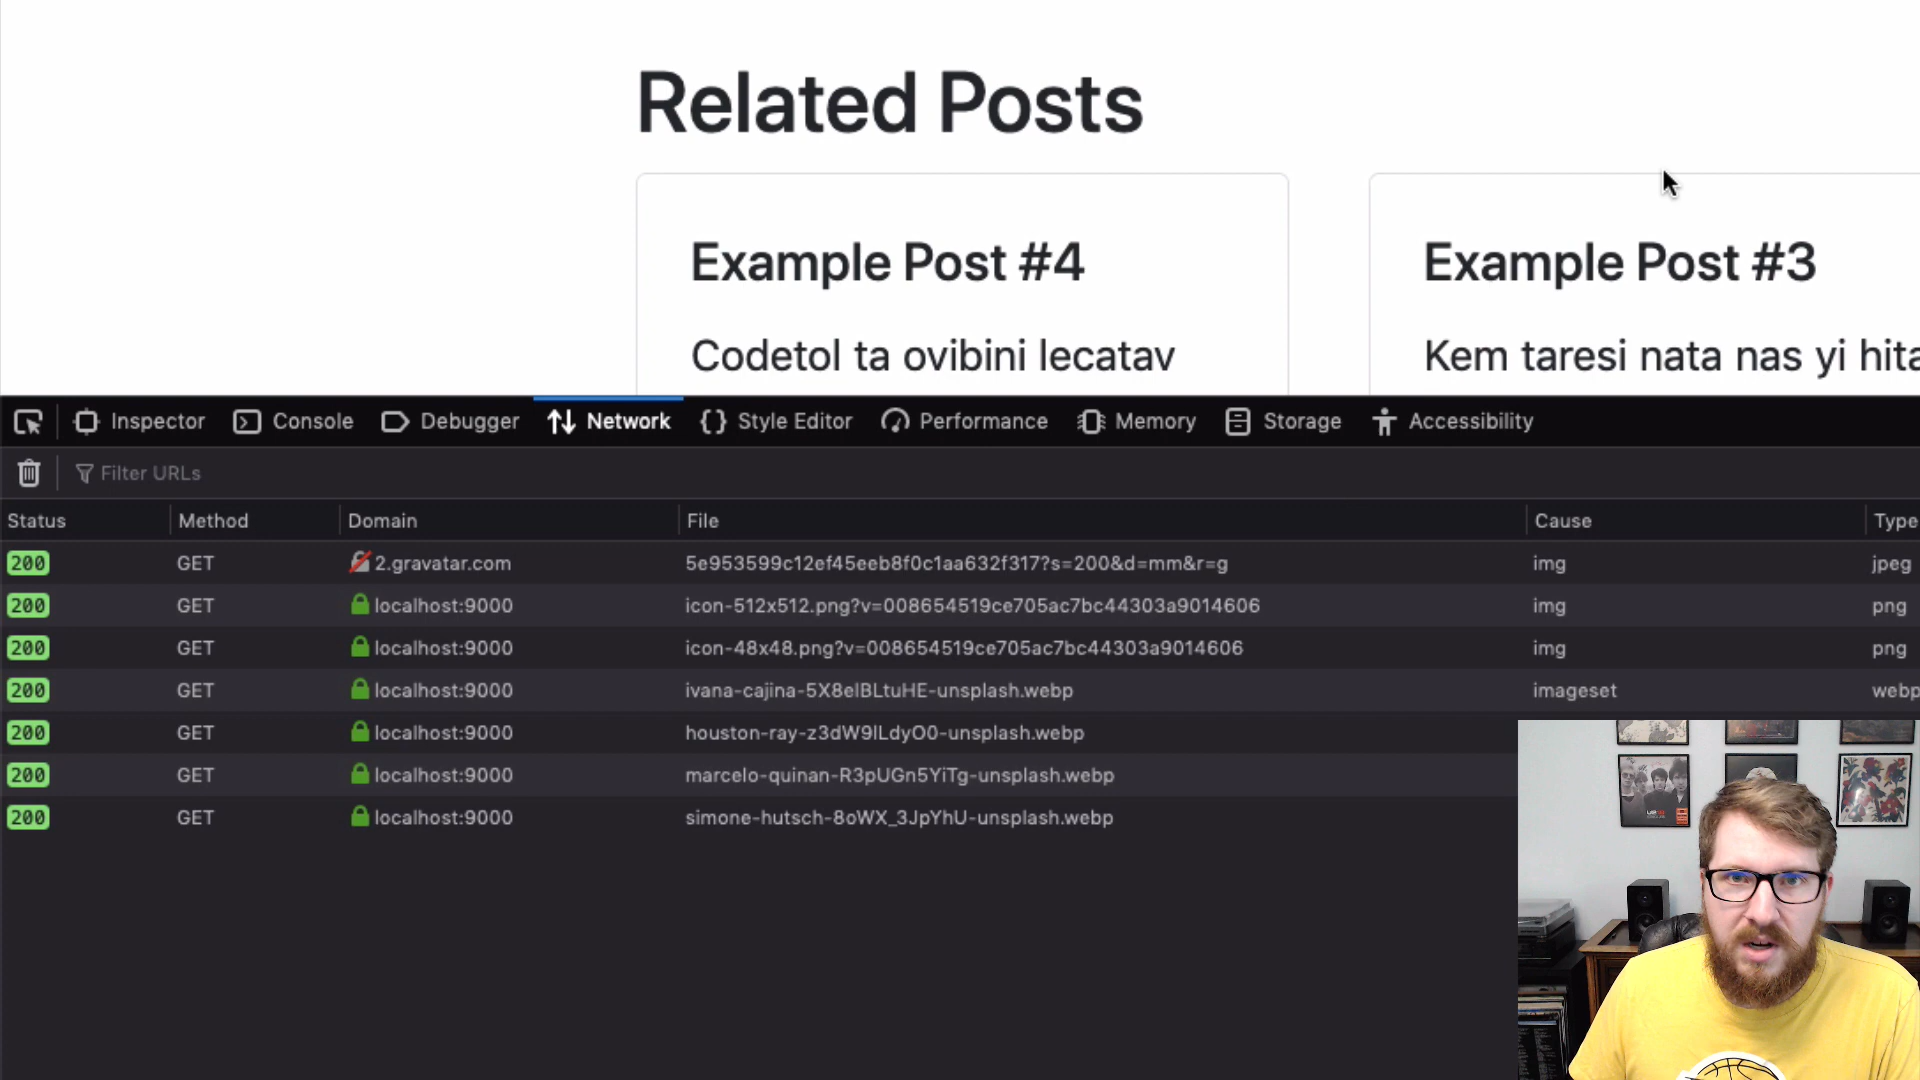 Related Posts
Example Post #4
Example Post #3
Codetol ta ovibini lecatav
Kem taresi nata nas yi hita
Inspector Console Debugger Network Style Editor Performance Memory Storage Accessibility
Filter URLs
Status Method Domain File Cause Type
200 GET 2.gravatar.com 5e953599c12ef45eeb8f0c1aa632f317?s=200&d=mm&r=g img jpeg
200 GET localhost:9000 icon-512x512.png?v=008654519ce705ac7bc44303a9014606 img png
200 GET localhost:9000 icon-48x48.png?v=008654519ce705ac7bc44303a9014606 img png
200 GET localhost:9000 ivana-cajina-5X8elBLtuHE-unsplash.webp imageset webp
200 GET localhost:9000 houston-ray-z3dW9lLdyO0-unsplash.webp
200 GET localhost:9000 marcelo-quinan-R3pUGn5YiTg-unsplash.webp
200 GET localhost:9000 simone-hutsch-8oWX_3JpYhU-unsplash.webp